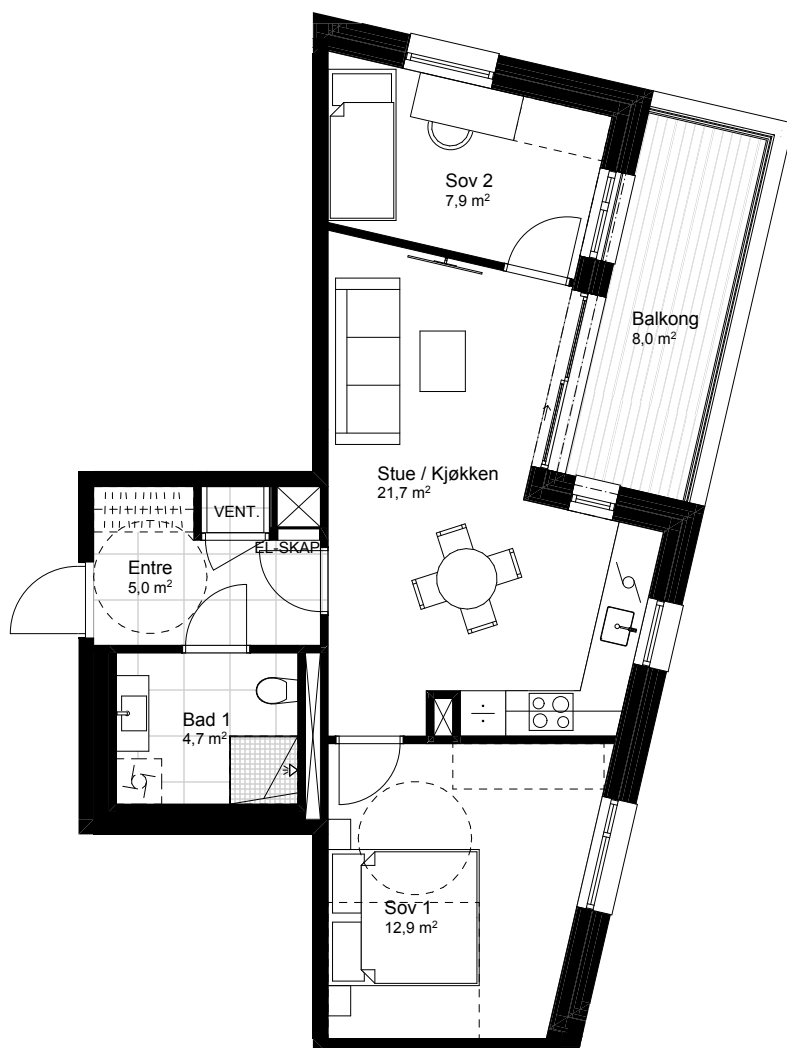 Sov 2
7,9 m²
Balkong
8,0 m²
Stue / Kjøkken
21,7 m²
VENT.
EL-SKAP
Entre
5,0 m²
Bad 1
4,7 m²
Sov 1
12,9 m²